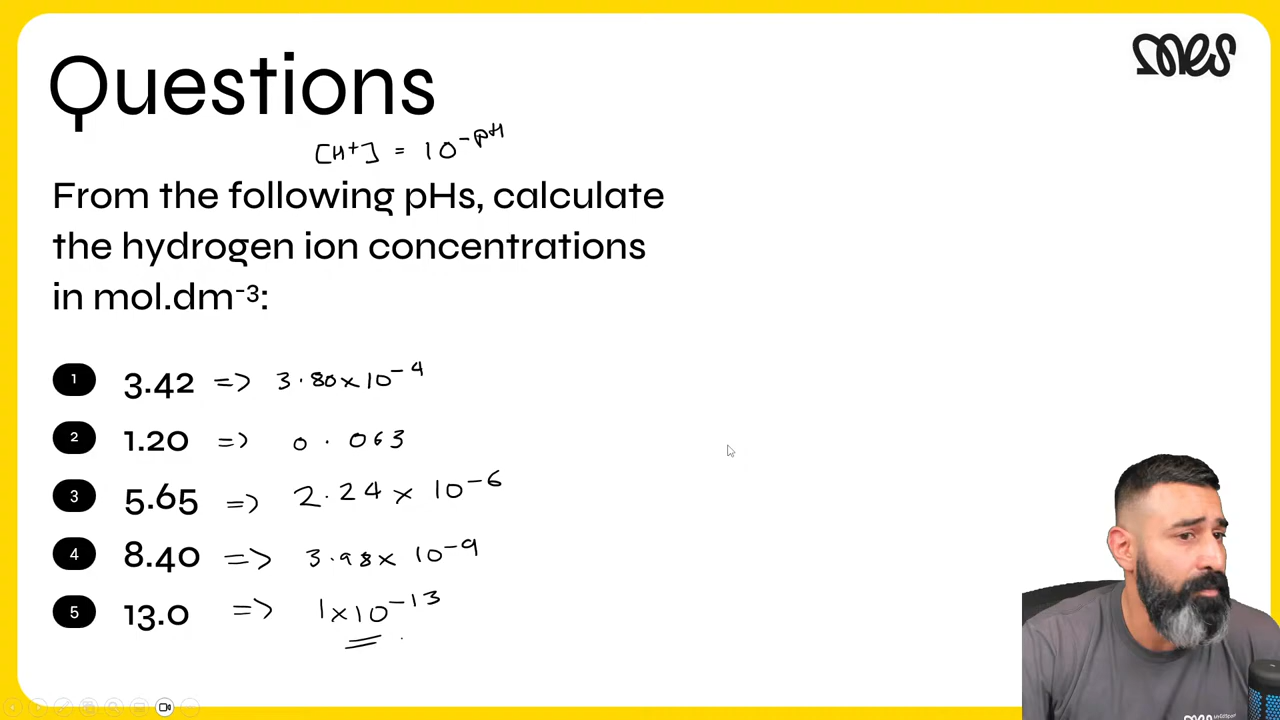 Questions
mes
[H+] = 10⁻ᵖᴴ
From the following pHs, calculate
the hydrogen ion concentrations
in mol.dm⁻³:
1 3.42 => 3.80 x 10⁻⁴
2 1.20 => 0.063
3 5.65 => 2.24 x 10⁻⁶
4 8.40 => 3.98 x 10⁻⁹
5 13.0 => 1 x 10⁻¹³
mes